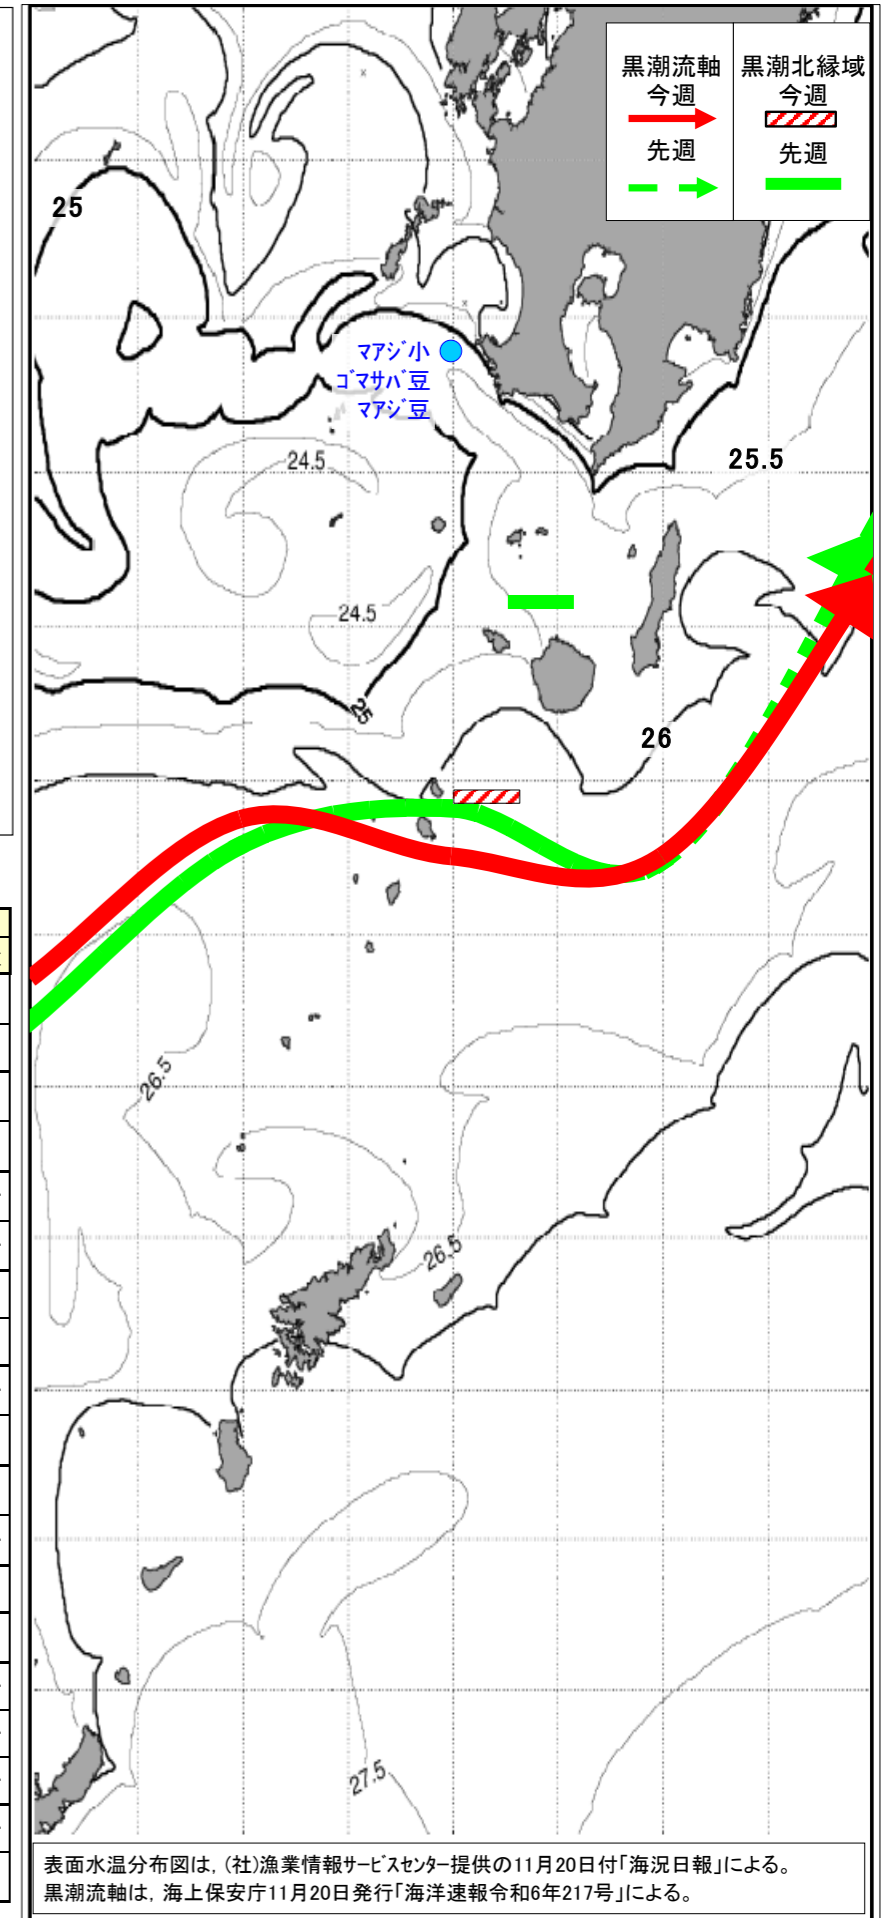 黒潮流軸
今週
先週
黒潮北縁域
今週
先週
25
マアジ小
ゴマサバ豆
マアジ豆
25.5
24.5
24.5
25
26
26.5
26.5
27.5
表面水温分布図は，(社)漁業情報サービスセンター提供の11月20日付「海況日報」による。
黒潮流軸は，海上保安庁11月20日発行「海洋速報令和6年217号」による。